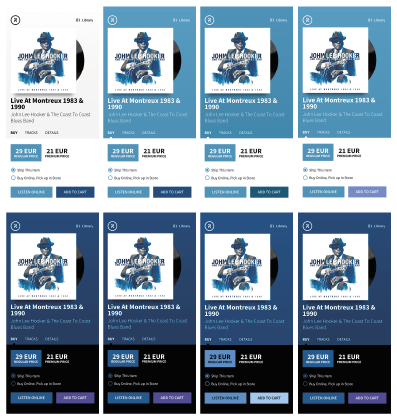 Library
JOHN LEE HOOKER
LIVE AT MONTREUX 1983 & 1990
Live At Montreux 1983 &
1990
John Lee Hooker & The Coast To Coast
Blues Band
BUY TRACKS DETAILS
29 EUR 21 EUR
REGULAR PRICE PREMIUM PRICE
Ship This Item
Buy Online, Pick up in Store
LISTEN ONLINE ADD TO CART
Library
JOHN LEE HOOKER
LIVE AT MONTREUX 1983 & 1990
Live At Montreux 1983 &
1990
John Lee Hooker & The Coast To Coast
Blues Band
BUY TRACKS DETAILS
29 EUR 21 EUR
REGULAR PRICE PREMIUM PRICE
Ship This Item
Buy Online, Pick up in Store
LISTEN ONLINE ADD TO CART
Library
JOHN LEE HOOKER
LIVE AT MONTREUX 1983 & 1990
Live At Montreux 1983 &
1990
John Lee Hooker & The Coast To Coast
Blues Band
BUY TRACKS DETAILS
29 EUR 21 EUR
REGULAR PRICE PREMIUM PRICE
Ship This Item
Buy Online, Pick up in Store
LISTEN ONLINE ADD TO CART
Library
JOHN LEE HOOKER
LIVE AT MONTREUX 1983 & 1990
Live At Montreux 1983 &
1990
John Lee Hooker & The Coast To Coast
Blues Band
BUY TRACKS DETAILS
29 EUR 21 EUR
REGULAR PRICE PREMIUM PRICE
Ship This Item
Buy Online, Pick up in Store
LISTEN ONLINE ADD TO CART
Library
JOHN LEE HOOKER
LIVE AT MONTREUX 1983 & 1990
Live At Montreux 1983 &
1990
John Lee Hooker & The Coast To Coast
Blues Band
BUY TRACKS DETAILS
29 EUR 21 EUR
REGULAR PRICE PREMIUM PRICE
Ship This Item
Buy Online, Pick up in Store
LISTEN ONLINE ADD TO CART
Library
JOHN LEE HOOKER
LIVE AT MONTREUX 1983 & 1990
Live At Montreux 1983 &
1990
John Lee Hooker & The Coast To Coast
Blues Band
BUY TRACKS DETAILS
29 EUR 21 EUR
REGULAR PRICE PREMIUM PRICE
Ship This Item
Buy Online, Pick up in Store
LISTEN ONLINE ADD TO CART
Library
JOHN LEE HOOKER
LIVE AT MONTREUX 1983 & 1990
Live At Montreux 1983 &
1990
John Lee Hooker & The Coast To Coast
Blues Band
BUY TRACKS DETAILS
29 EUR 21 EUR
REGULAR PRICE PREMIUM PRICE
Ship This Item
Buy Online, Pick up in Store
LISTEN ONLINE ADD TO CART
Library
JOHN LEE HOOKER
LIVE AT MONTREUX 1983 & 1990
Live At Montreux 1983 &
1990
John Lee Hooker & The Coast To Coast
Blues Band
BUY TRACKS DETAILS
29 EUR 21 EUR
REGULAR PRICE PREMIUM PRICE
Ship This Item
Buy Online, Pick up in Store
LISTEN ONLINE ADD TO CART